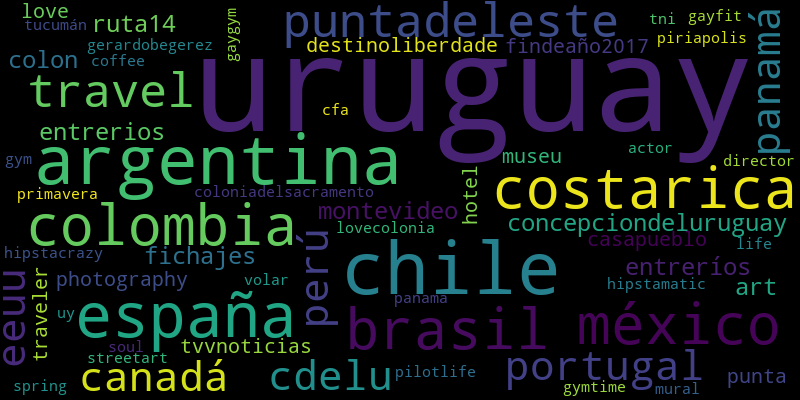 love
tucumán
ruta14
gaygym
puntadeleste
tni
gayfit
piriapolis
panamá
gerardobegerez
destinoliberdade
findeaño2017
colon
coffee
uruguay
travel
cfa
entrerios
argentina
museu
actor
director
gym
primavera
coloniadelsacramento
hotel
costarica
colombia
montevideo
lovecolonia
concepciondeluruguay
hipstacrazy
fichajes
perú
chile
casapueblo
life
eeuu
traveler
photography
volar
entreríos
hipstamatic
art
uy
españa
panama
brasil
méxico
soul
streetart
tvvnoticias
spring
canadá
cdelu
pilotlife
portugal
gymtime
mural
punta